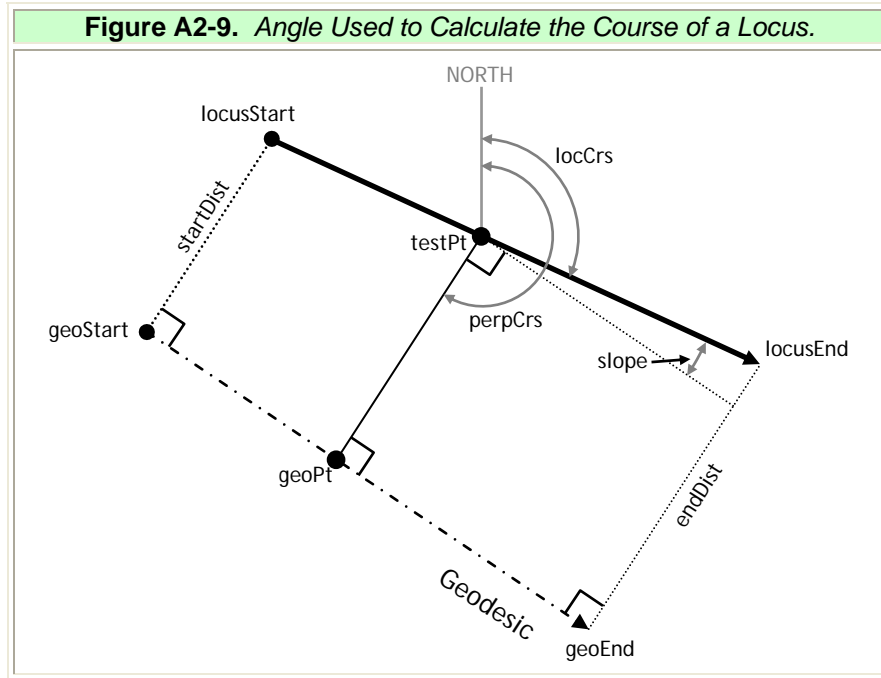 Figure A2-9. Angle Used to Calculate the Course of a Locus.
NORTH
locusStart
locCrs
startDist
testPt
perpCrs
geoStart
locusEnd
slope
geoPt
endDist
Geodesic
geoEnd